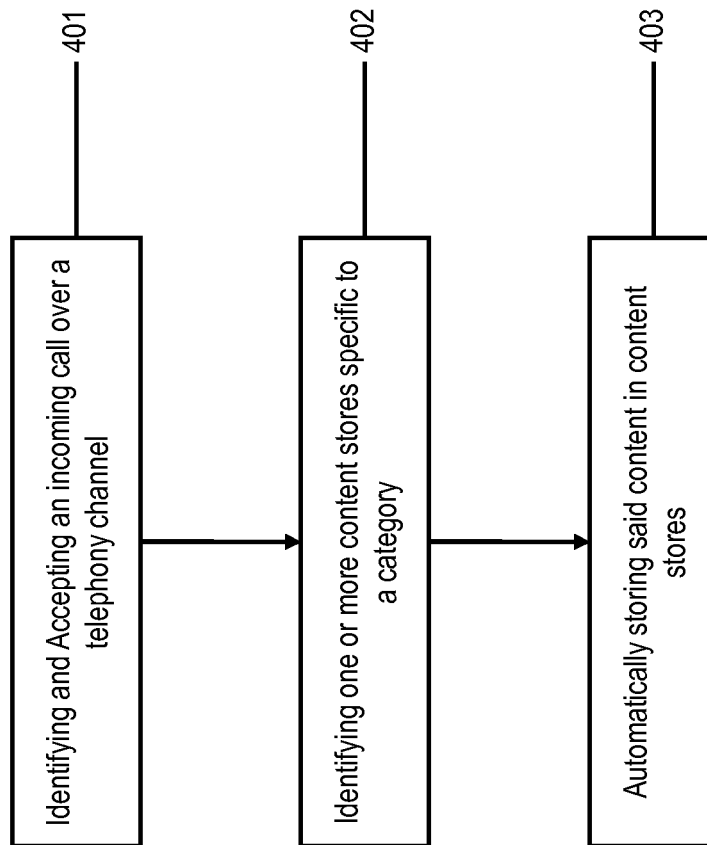 Identifying and Accepting an incoming call over a
telephony channel
401
Identifying one or more content stores specific to
a category
402
Automatically storing said content in content
stores
403